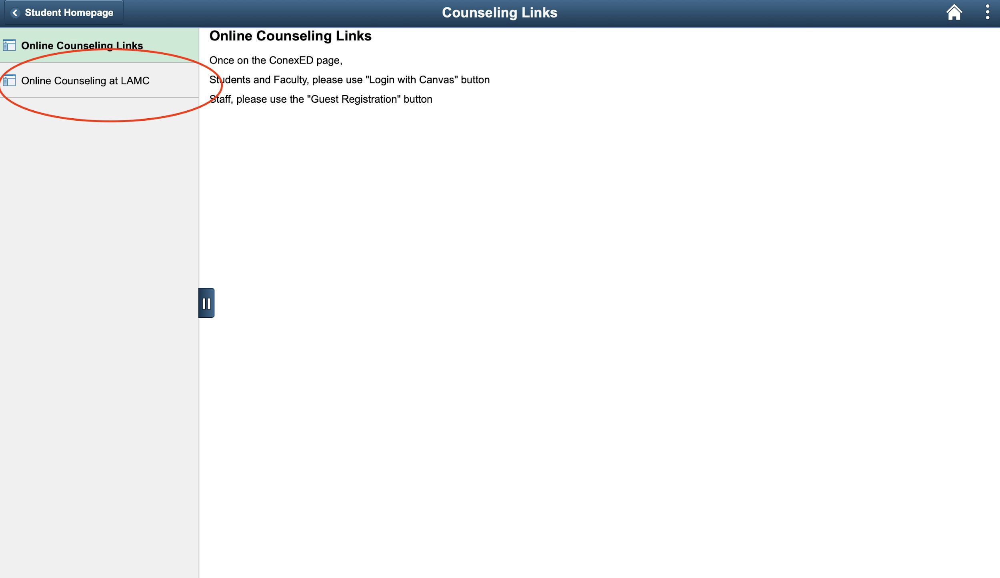 Student Homepage
Counseling Links
Online Counseling Links
Online Counseling at LAMC
Online Counseling Links
Once on the ConexED page,
Students and Faculty, please use "Login with Canvas" button
Staff, please use the "Guest Registration" button